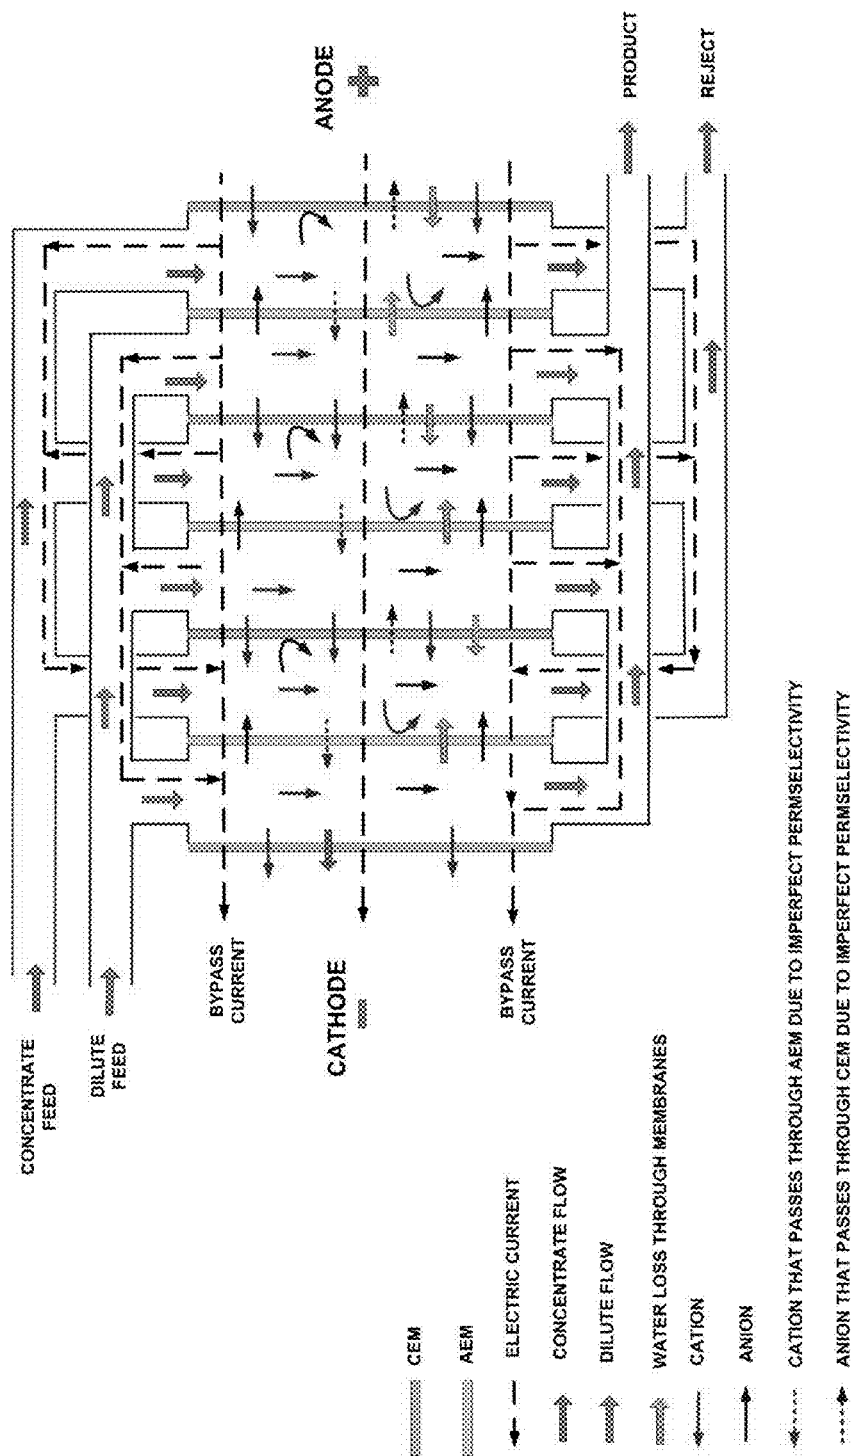 CONCENTRATE
FEED
DILUTE
FEED
BYPASS
CURRENT
CATHODE
BYPASS
CURRENT
ANODE
PRODUCT
REJECT
CEM
AEM
ELECTRIC CURRENT
CONCENTRATE FLOW
DILUTE FLOW
WATER LOSS THROUGH MEMBRANES
CATION
ANION
CATION THAT PASSES THROUGH AEM DUE TO IMPERFECT PERMSELECTIVITY
ANION THAT PASSES THROUGH CEM DUE TO IMPERFECT PERMSELECTIVITY